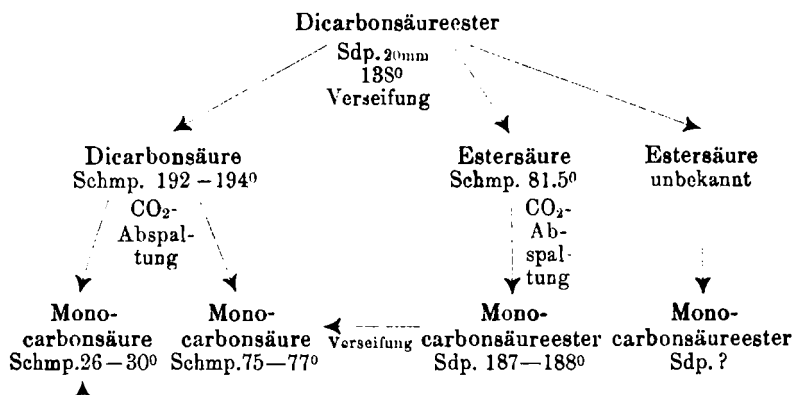 Dicarbonsäureester
Sdp. 20mm
138⁰
Verseifung
Dicarbonsäure
Schmp. 192 – 194⁰
CO₂-
Abspal-
tung
Estersäure
Schmp. 81.5⁰
CO₂-
Ab-
spal-
tung
Estersäure
unbekannt
Mono-
carbonsäure
Schmp. 26 – 30⁰
Mono-
carbonsäure
Schmp. 75 – 77⁰
Verseifung
Mono-
carbonsäureester
Sdp. 187 – 188⁰
Mono-
carbonsäureester
Sdp. ?